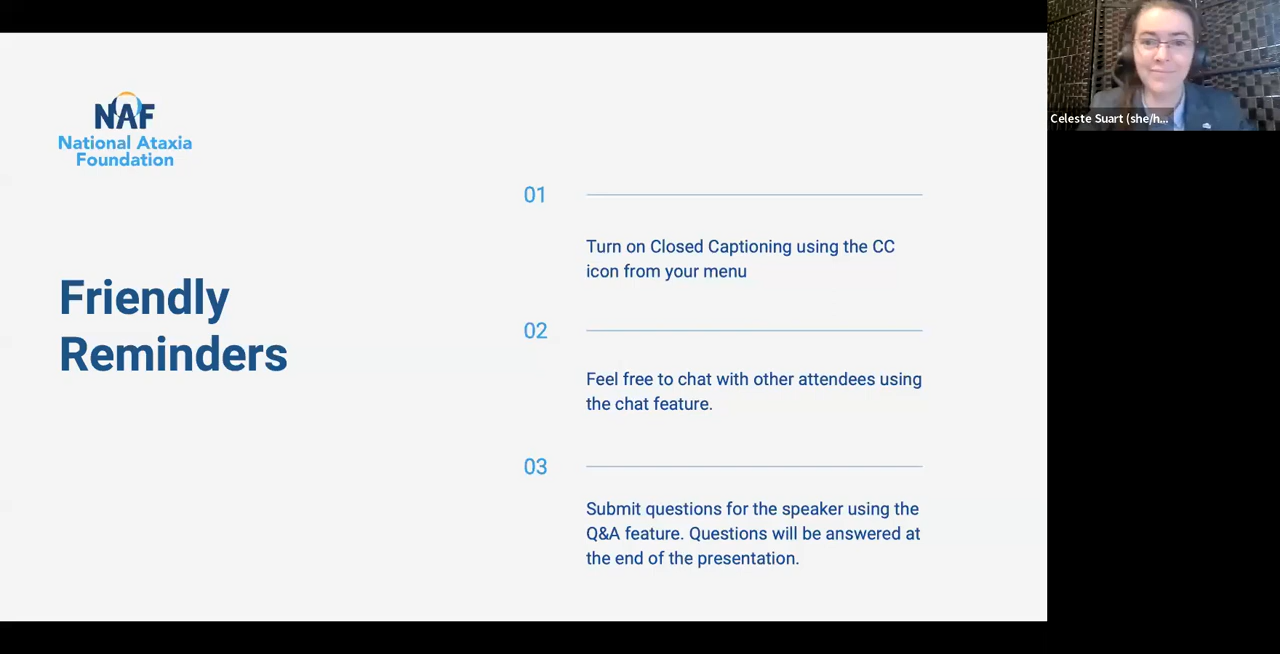 NAF
National Ataxia
Foundation
Friendly
Reminders
01
Turn on Closed Captioning using the CC
icon from your menu
02
Feel free to chat with other attendees using
the chat feature.
03
Submit questions for the speaker using the
Q&A feature. Questions will be answered at
the end of the presentation.
Celeste Suart (she/h...